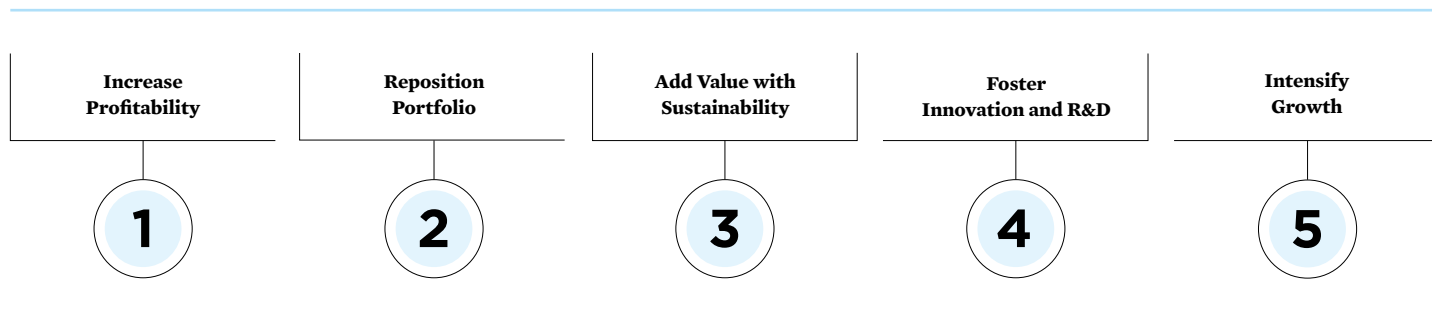 Increase
Profitability
1
Reposition
Portfolio
2
Add Value with
Sustainability
3
Foster
Innovation and R&D
4
Intensify
Growth
5